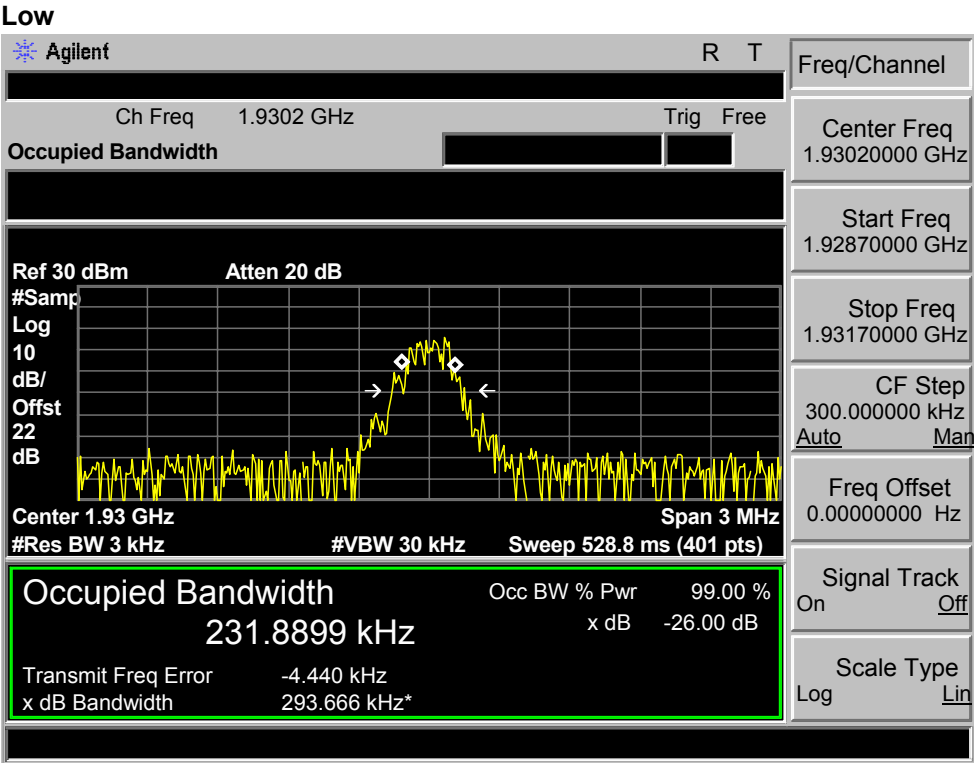 Low
Agilent R T
Ch Freq 1.9302 GHz Trig Free
Occupied Bandwidth
Ref 30 dBm Atten 20 dB
#Samp
Log
10
dB/
Offst
22
dB
Center 1.93 GHz Span 3 MHz
#Res BW 3 kHz #VBW 30 kHz Sweep 528.8 ms (401 pts)
Occupied Bandwidth Occ BW % Pwr 99.00 %
231.8899 kHz x dB -26.00 dB
Transmit Freq Error -4.440 kHz
x dB Bandwidth 293.666 kHz*
Freq/Channel
Center Freq
1.93020000 GHz
Start Freq
1.92870000 GHz
Stop Freq
1.93170000 GHz
CF Step
300.000000 kHz
Auto Man
Freq Offset
0.00000000 Hz
Signal Track
On Off
Scale Type
Log Lin